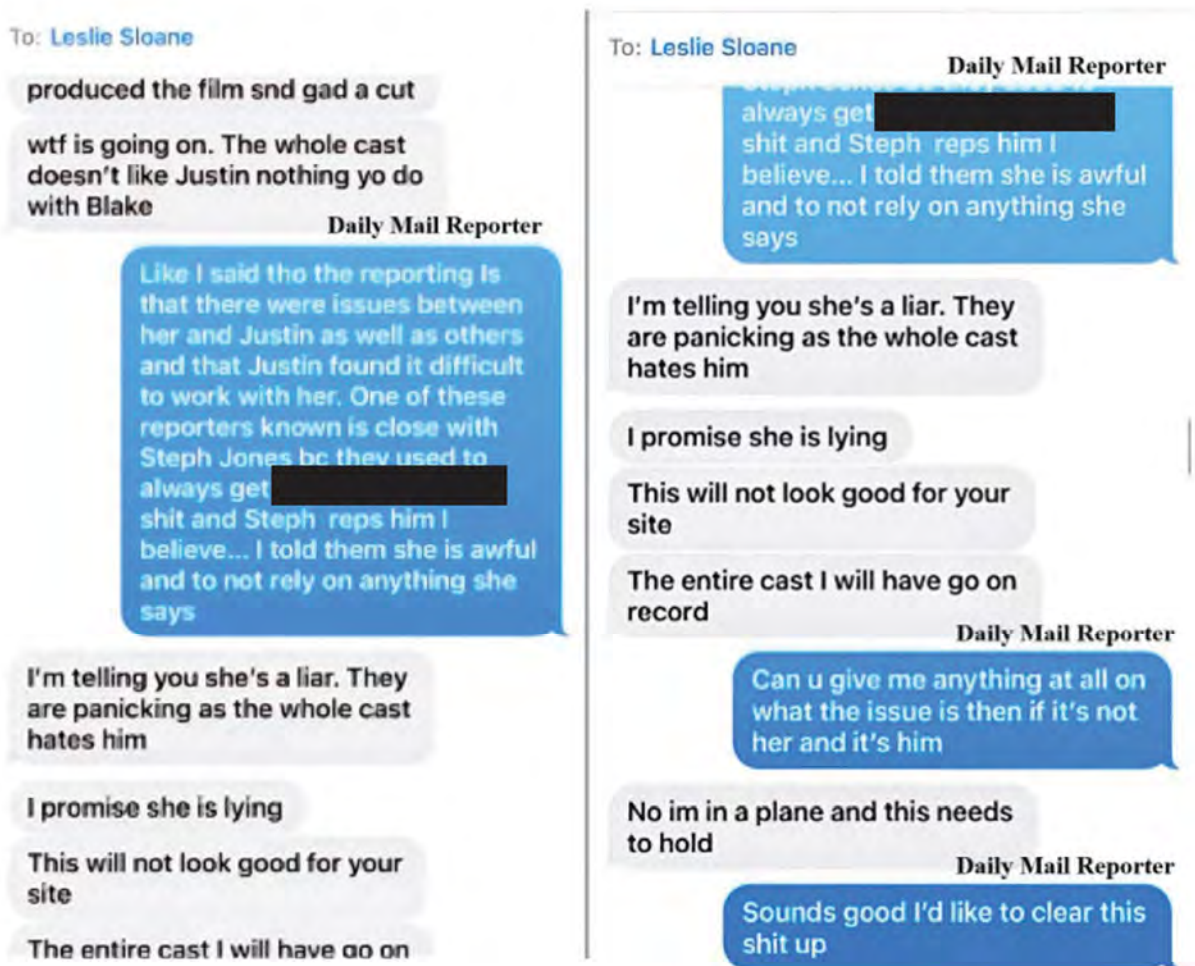 To: Leslie Sloane
produced the film snd gad a cut
wtf is going on. The whole cast
doesn't like Justin nothing yo do
with Blake
Daily Mail Reporter
Like I said tho the reporting Is
that there were issues between
her and Justin as well as others
and that Justin found it difficult
to work with her. One of these
reporters known is close with
Steph Jones bc they used to
always get
shit and Steph reps him I
believe... I told them she is awful
and to not rely on anything she
says
I'm telling you she's a liar. They
are panicking as the whole cast
hates him
I promise she is lying
This will not look good for your
site
The entire cast I will have go on
To: Leslie Sloane
Daily Mail Reporter
always get
shit and Steph reps him I
believe... I told them she is awful
and to not rely on anything she
says
I'm telling you she's a liar. They
are panicking as the whole cast
hates him
I promise she is lying
This will not look good for your
site
The entire cast I will have go on
record
Daily Mail Reporter
Can u give me anything at all on
what the issue is then if it's not
her and it's him
No im in a plane and this needs
to hold
Daily Mail Reporter
Sounds good I'd like to clear this
shit up